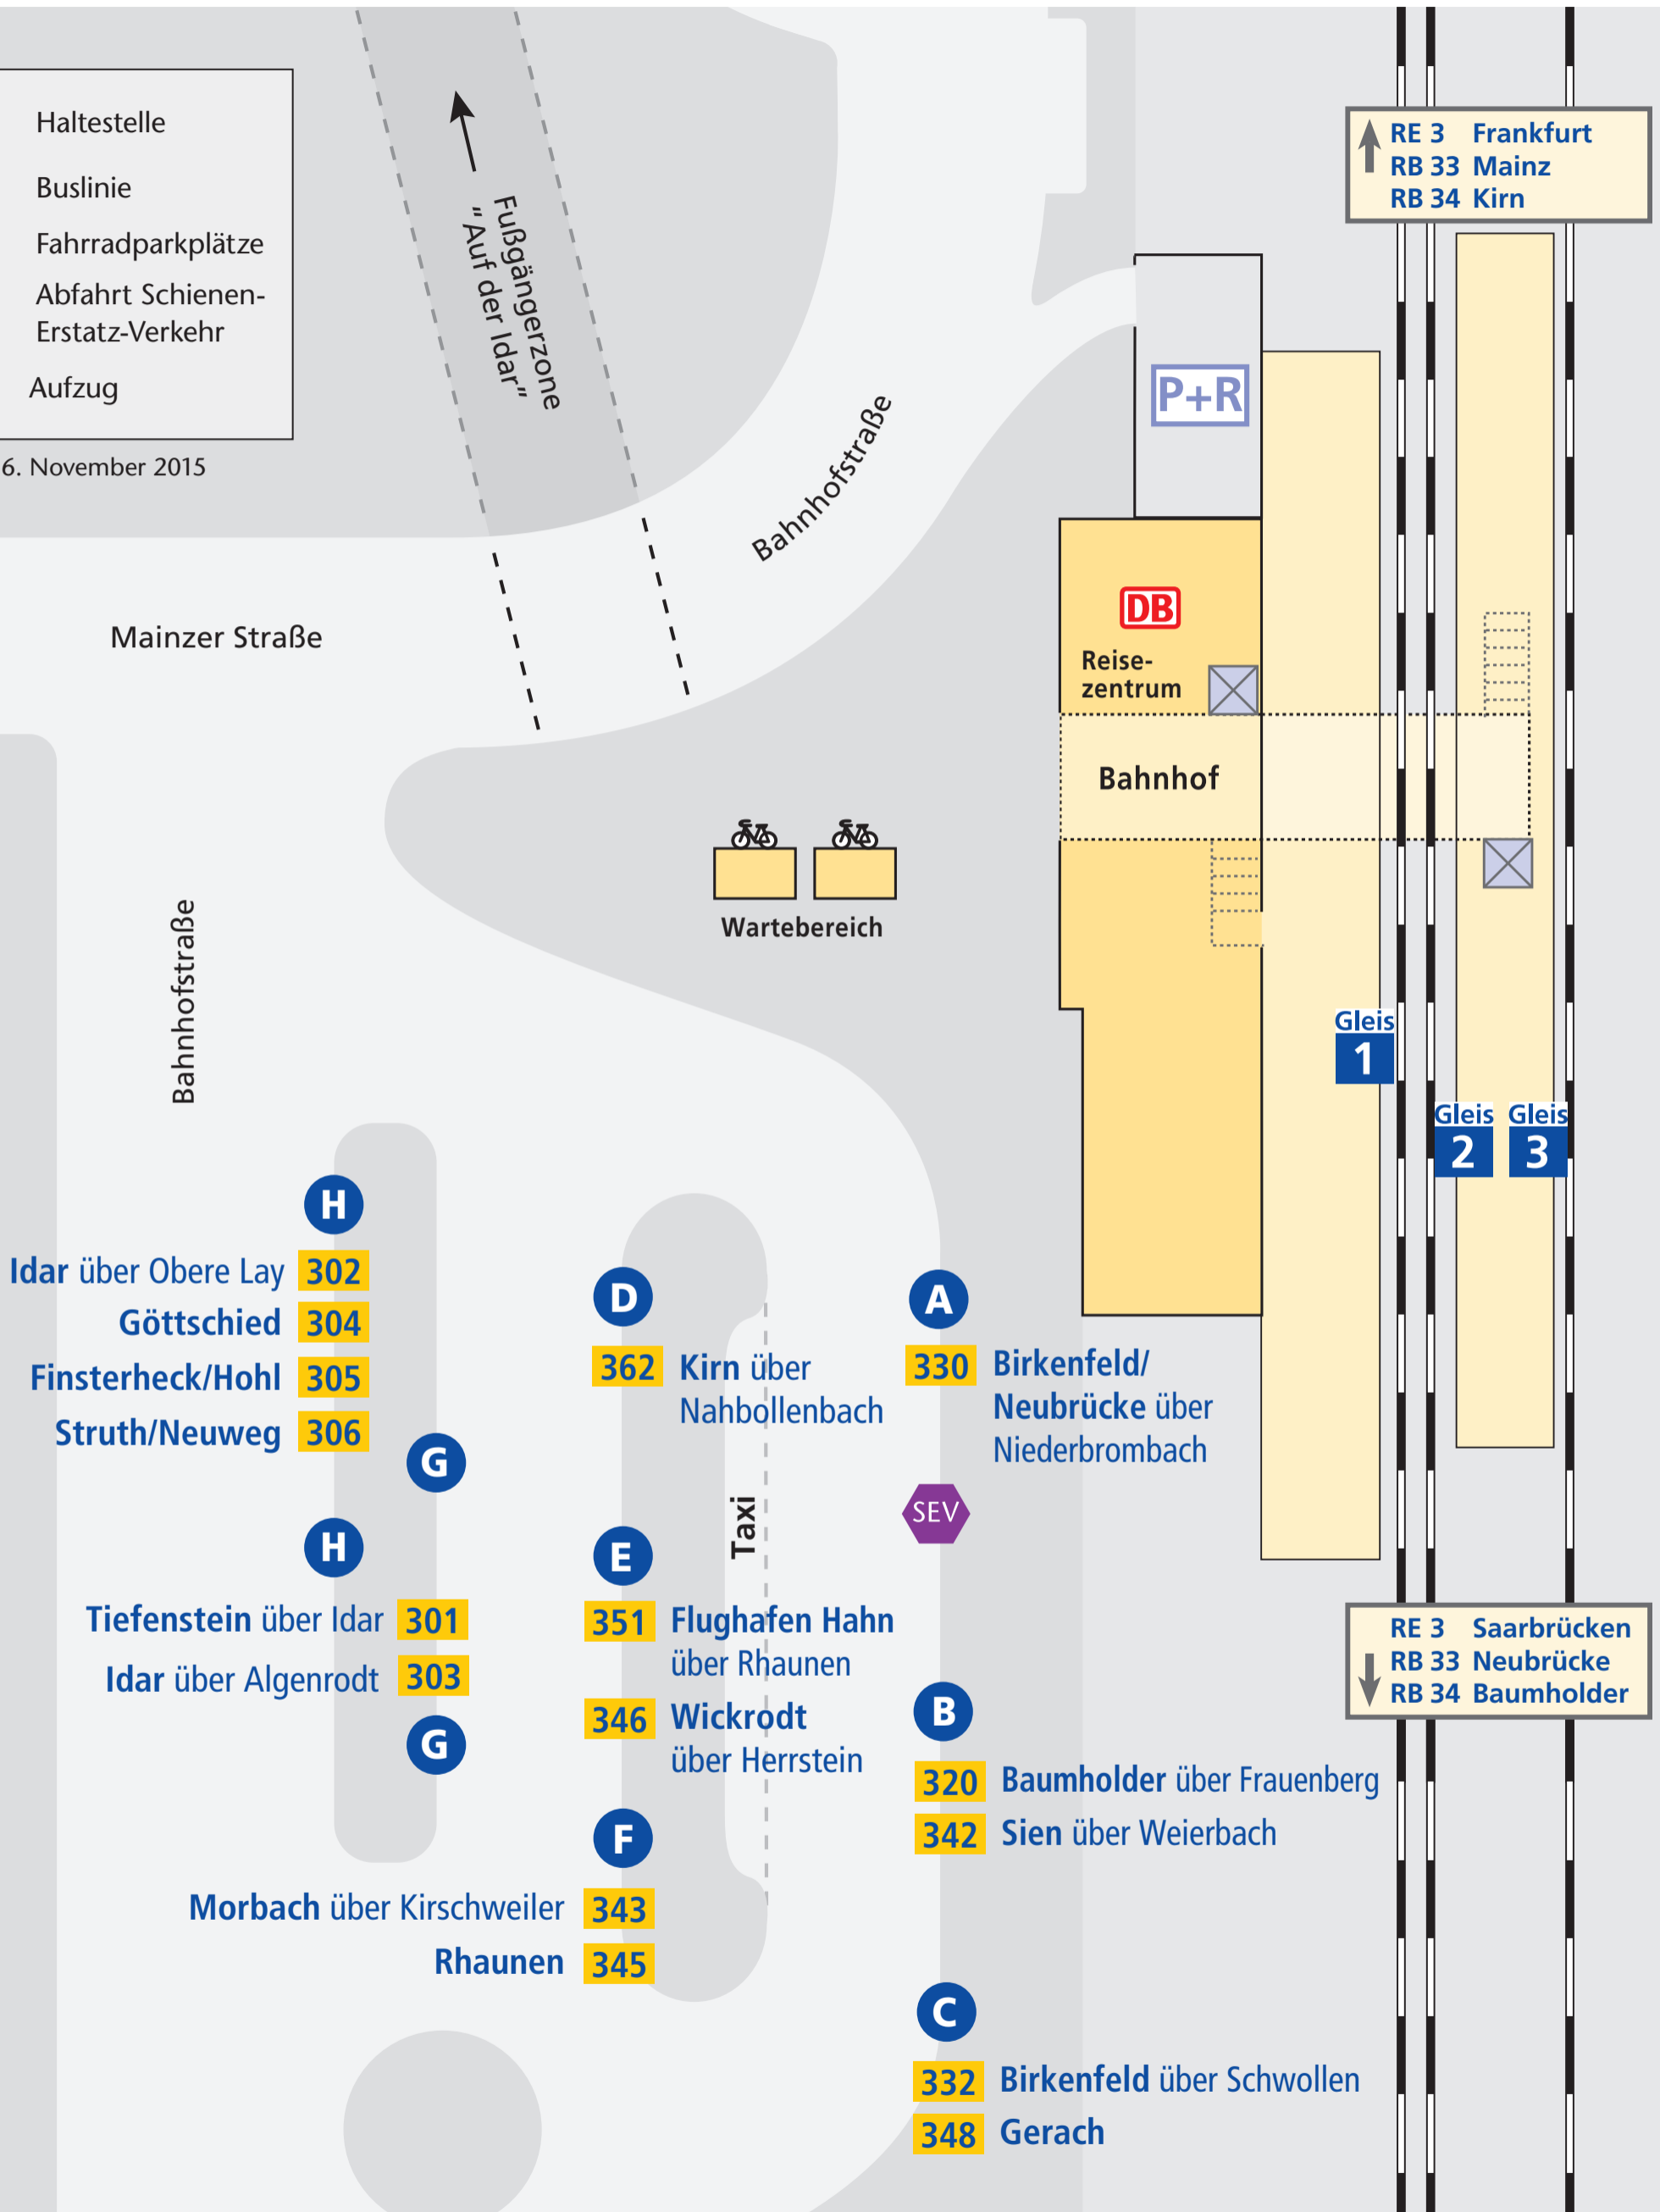 Haltestelle
Buslinie
Fahrradparkplätze
Abfahrt Schienen-
Erstatz-Verkehr
Aufzug
6. November 2015
Fußgängerzone
“Auf der Idar”
Bahnhofstraße
Mainzer Straße
Bahnhofstraße
RE 3 Frankfurt
RB 33 Mainz
RB 34 Kirn
P+R
DB
Reise-
zentrum
Bahnhof
Wartebereich
Gleis
1
Gleis
2
Gleis
3
H
Idar über Obere Lay 302
Göttschied 304
Finsterheck/Hohl 305
Struth/Neuweg 306
G
H
Tiefenstein über Idar 301
Idar über Algenrodt 303
G
D
362 Kirn über
Nahbollenbach
Taxi
E
351 Flughafen Hahn
über Rhaunen
346 Wickrodt
über Herrstein
F
Morbach über Kirschweiler 343
Rhaunen 345
A
330 Birkenfeld/
Neubrücke über
Niederbrombach
SEV
B
320 Baumholder über Frauenberg
342 Sien über Weierbach
C
332 Birkenfeld über Schwollen
348 Gerach
RE 3 Saarbrücken
RB 33 Neubrücke
RB 34 Baumholder